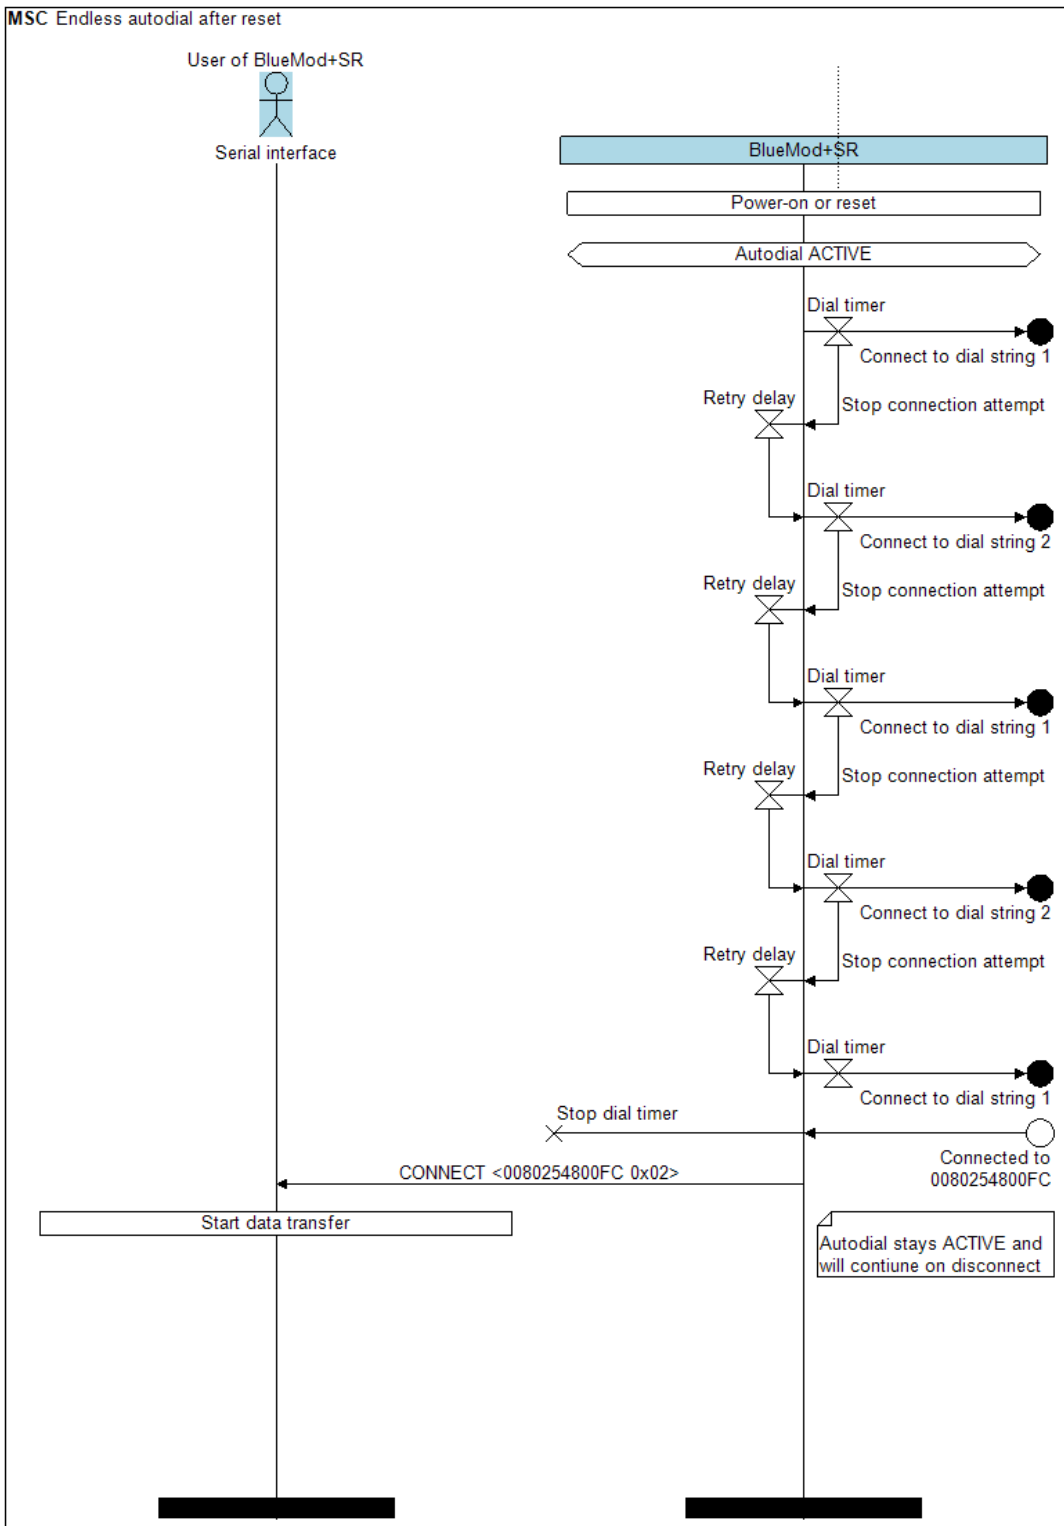 MSC Endless autodial after reset
User of BlueMod+SR
Serial interface
BlueMod+SR
Power-on or reset
Autodial ACTIVE
Dial timer
Connect to dial string 1
Retry delay
Stop connection attempt
Dial timer
Connect to dial string 2
Retry delay
Stop connection attempt
Dial timer
Connect to dial string 1
Retry delay
Stop connection attempt
Dial timer
Connect to dial string 2
Retry delay
Stop connection attempt
Dial timer
Connect to dial string 1
Stop dial timer
Connected to
0080254800FC
CONNECT <0080254800FC 0x02>
Start data transfer
Autodial stays ACTIVE and
will contiune on disconnect